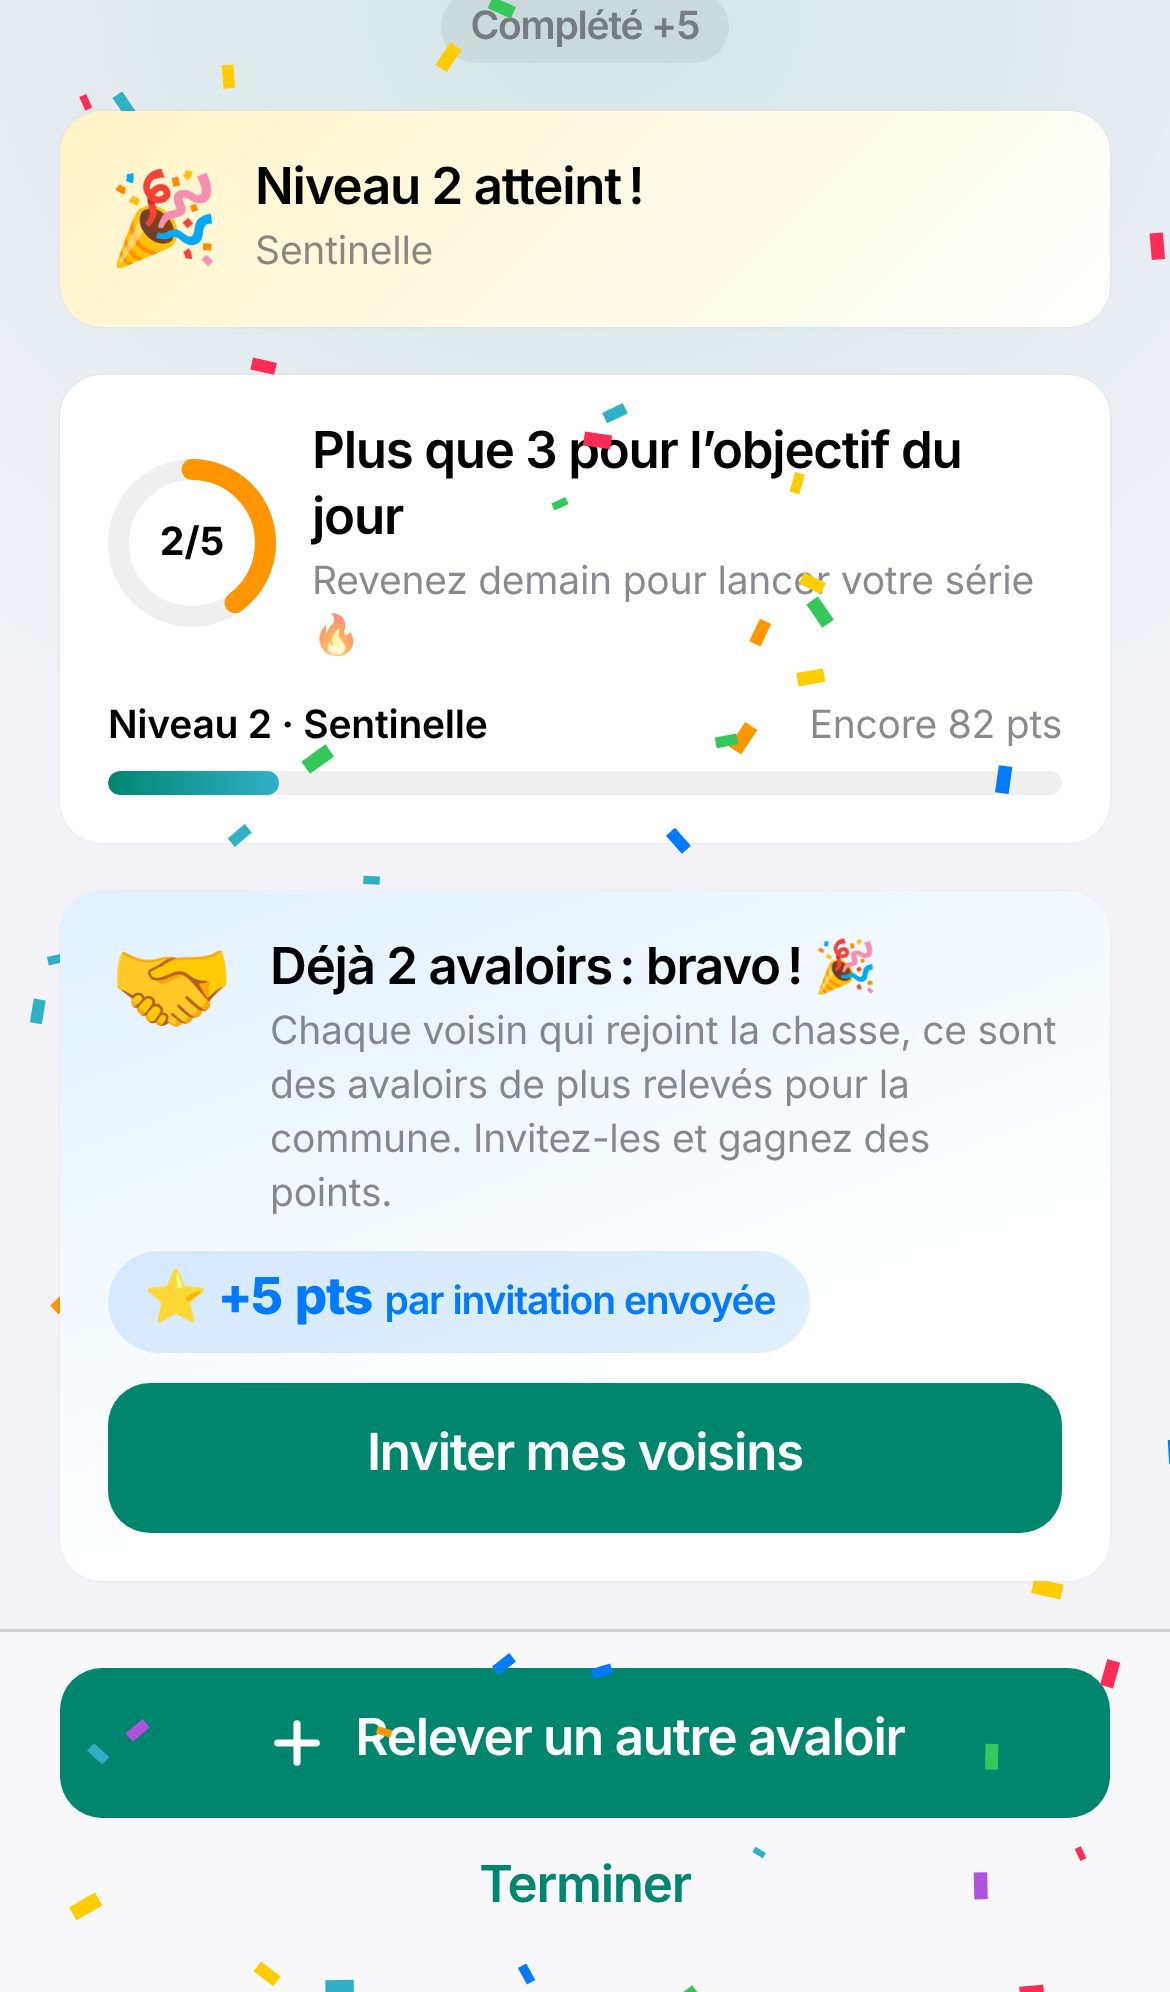 Complété +5
Niveau 2 atteint !
Sentinelle
Plus que 3 pour l’objectif du
jour
2/5
Revenez demain pour lancer votre série
🔥
Niveau 2 · Sentinelle
Encore 82 pts
Déjà 2 avaloirs : bravo ! 🎉
Chaque voisin qui rejoint la chasse, ce sont
des avaloirs de plus relevés pour la
commune. Invitez-les et gagnez des
points.
⭐ +5 pts par invitation envoyée
Inviter mes voisins
+ Relever un autre avaloir
Terminer